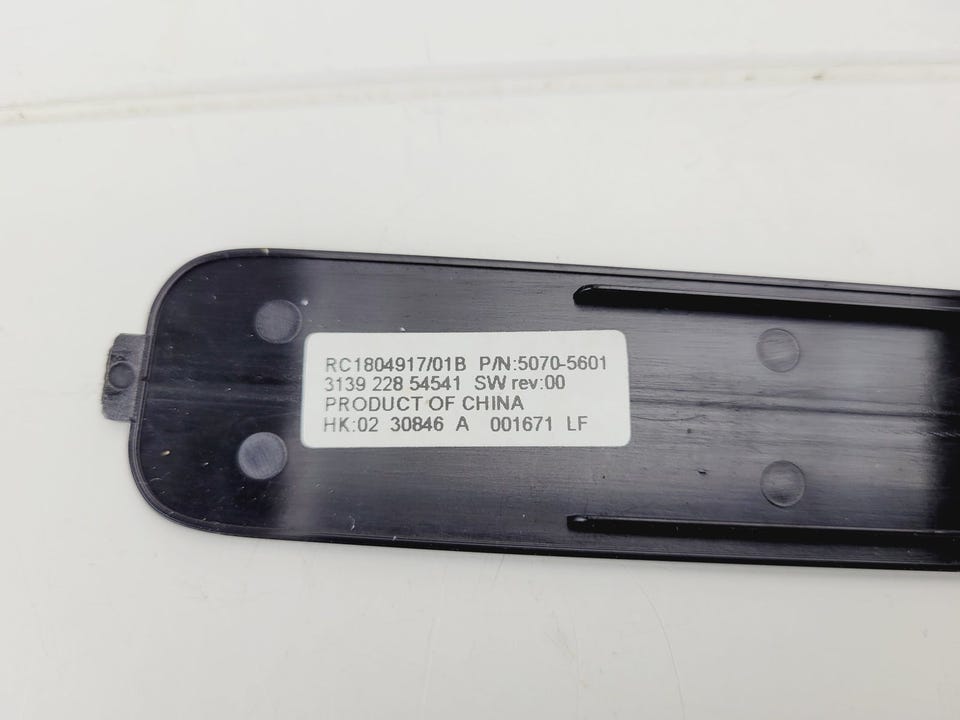 RC1804917/01B P/N:5070-5601
3139 228 54541 SW rev:00
PRODUCT OF CHINA
HK:02 30846 A 001671 LF